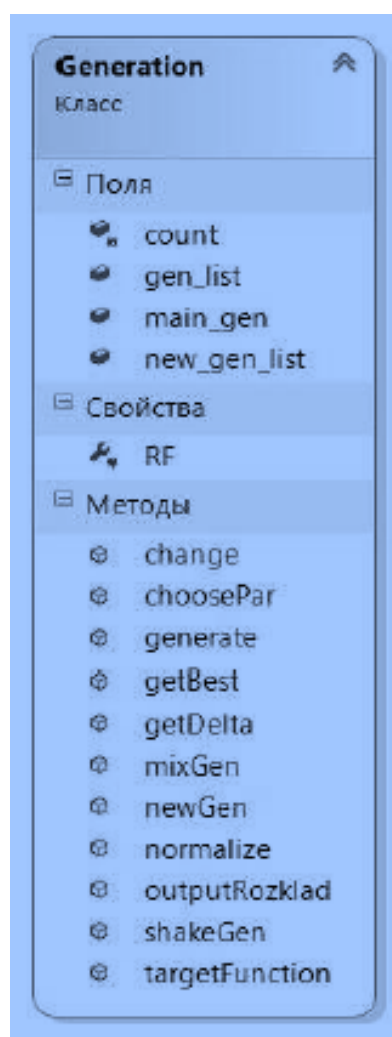 Generation
Класс
Поля
count
gen_list
main_gen
new_gen_list
Свойства
RF
Методы
change
choosePar
generate
getBest
getDelta
mixGen
newGen
normalize
outputRozklad
shakeGen
targetFunction